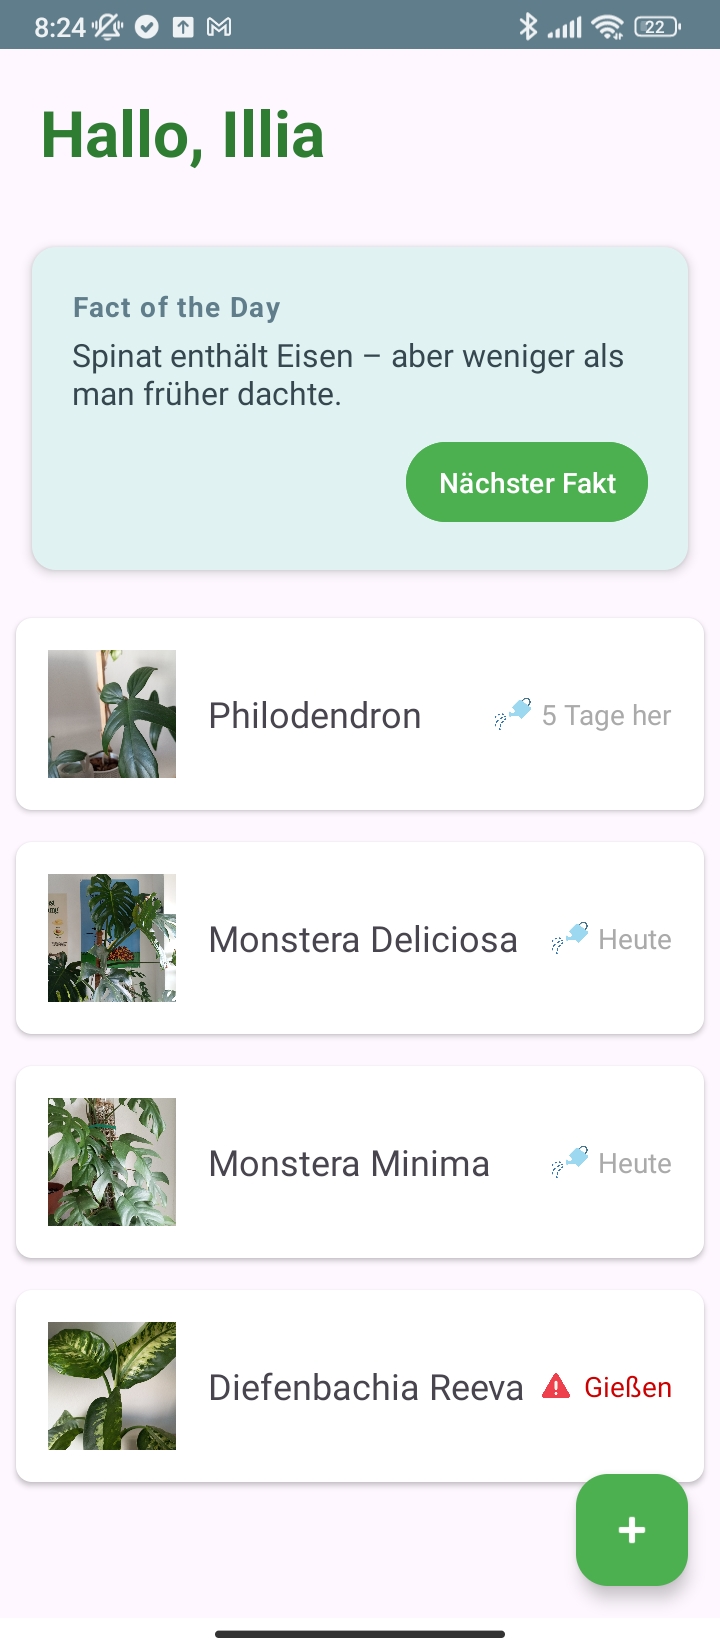 8:24
22
Hallo, Illia
Fact of the Day
Spinat enthält Eisen – aber weniger als
man früher dachte.
Nächster Fakt
Philodendron
5 Tage her
Monstera Deliciosa
Heute
Monstera Minima
Heute
Diefenbachia Reeva
Gießen
+